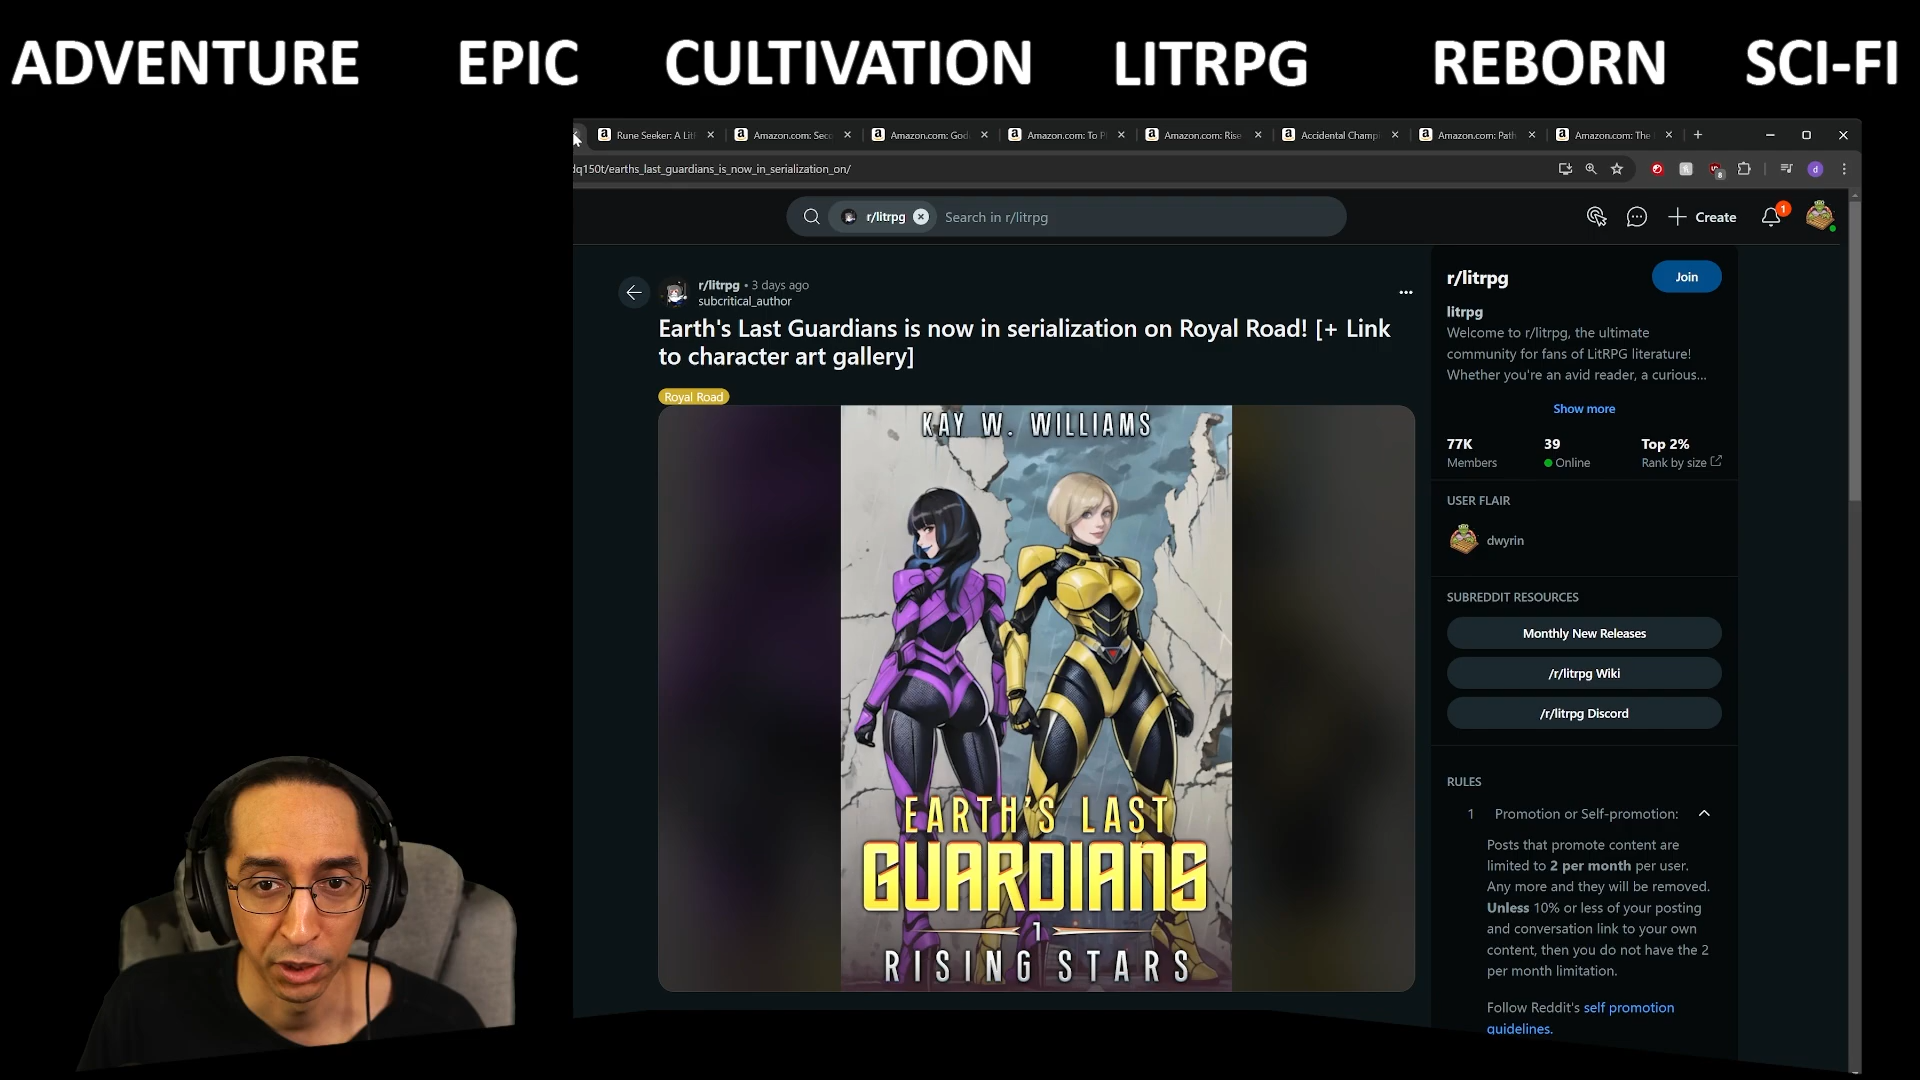 ADVENTURE EPIC CULTIVATION LITRPG REBORN SCI-FI
Rune Seeker: A Lit Amazon.com: Seco Amazon.com: God Amazon.com: To P Amazon.com: Rise Accidental Champi Amazon.com: Path Amazon.com: The
dq150t/earths_last_guardians_is_now_in_serialization_on/
8
d
r/litrpg Search in r/litrpg
Create
1
r/litrpg • 3 days ago
subcritical_author
Earth's Last Guardians is now in serialization on Royal Road! [+ Link
to character art gallery]
Royal Road
KAY W. WILLIAMS
EARTH'S LAST
GUARDIANS
1
RISING STARS
r/litrpg
Join
litrpg
Welcome to r/litrpg, the ultimate
community for fans of LitRPG literature!
Whether you're an avid reader, a curious...
Show more
77K 39 Top 2%
Members Online Rank by size
USER FLAIR
dwyrin
SUBREDDIT RESOURCES
Monthly New Releases
/r/litrpg Wiki
/r/litrpg Discord
RULES
1 Promotion or Self-promotion:
Posts that promote content are
limited to 2 per month per user.
Any more and they will be removed.
Unless 10% or less of your posting
and conversation link to your own
content, then you do not have the 2
per month limitation.
Follow Reddit's self promotion
guidelines.